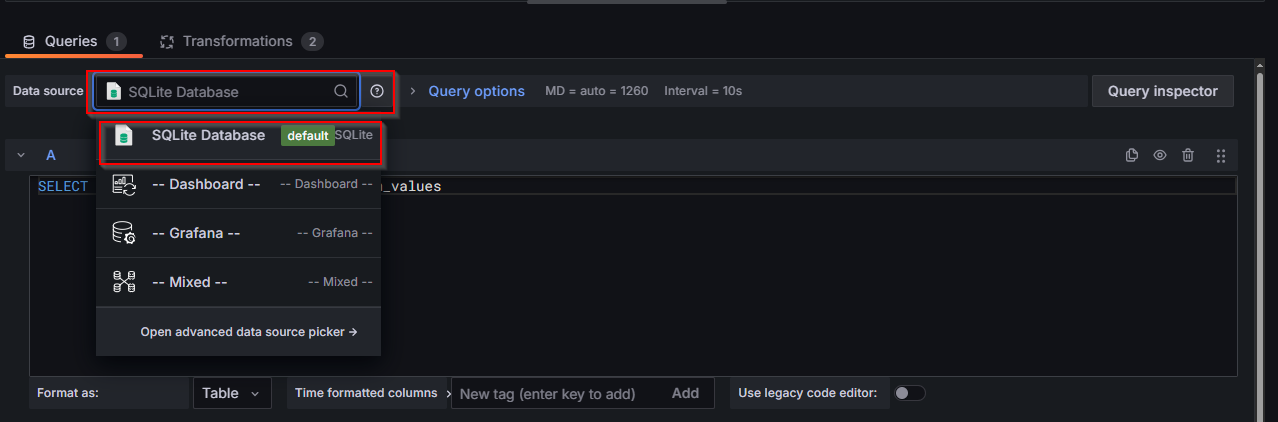 Queries 1 Transformations 2
Data source SQLite Database Query options MD = auto = 1260 Interval = 10s Query inspector
SQLite Database default SQLite
A
-- Dashboard -- -- Dashboard --
SELECT _values
-- Grafana -- -- Grafana --
-- Mixed -- -- Mixed --
Open advanced data source picker →
Format as: Table Time formatted columns New tag (enter key to add) Add Use legacy code editor: